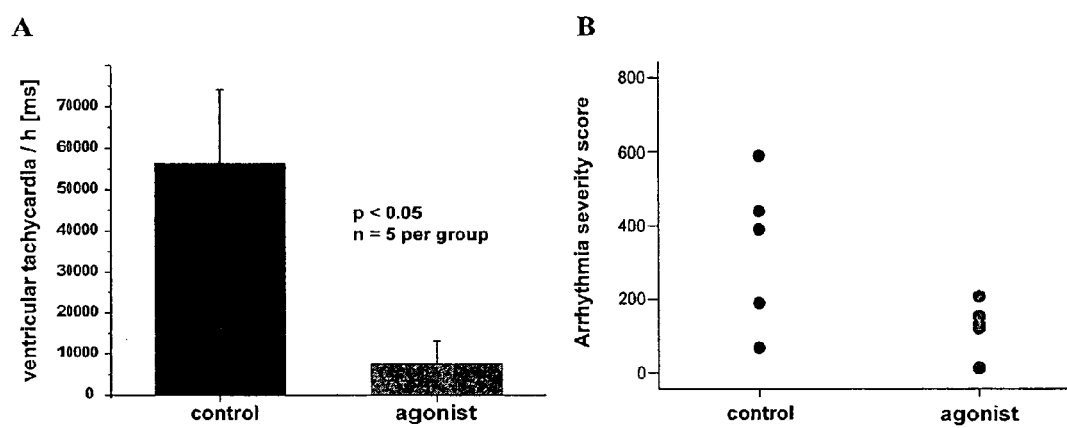 A
ventricular tachycardia / h [ms]
70000
60000
50000
40000
30000
20000
10000
0
p < 0.05
n = 5 per group
control
agonist
B
Arrhythmia severity score
800
600
400
200
0
control
agonist